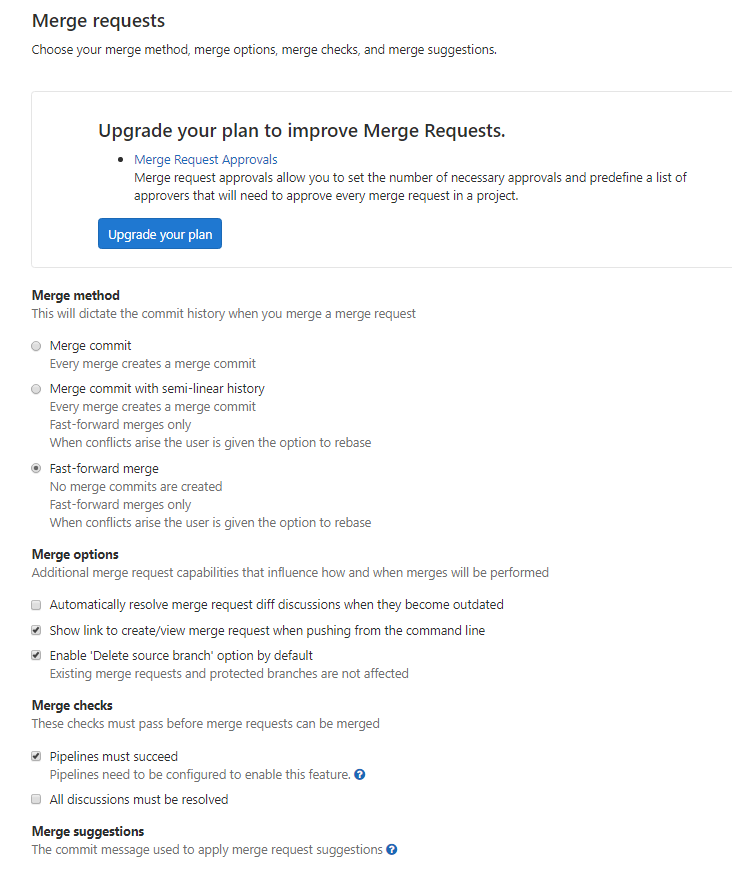 Merge requests
Choose your merge method, merge options, merge checks, and merge suggestions.
Upgrade your plan to improve Merge Requests.
Merge Request Approvals
Merge request approvals allow you to set the number of necessary approvals and predefine a list of
approvers that will need to approve every merge request in a project.
Upgrade your plan
Merge method
This will dictate the commit history when you merge a merge request
Merge commit
Every merge creates a merge commit
Merge commit with semi-linear history
Every merge creates a merge commit
Fast-forward merges only
When conflicts arise the user is given the option to rebase
Fast-forward merge
No merge commits are created
Fast-forward merges only
When conflicts arise the user is given the option to rebase
Merge options
Additional merge request capabilities that influence how and when merges will be performed
Automatically resolve merge request diff discussions when they become outdated
Show link to create/view merge request when pushing from the command line
Enable 'Delete source branch' option by default
Existing merge requests and protected branches are not affected
Merge checks
These checks must pass before merge requests can be merged
Pipelines must succeed
Pipelines need to be configured to enable this feature. ?
All discussions must be resolved
Merge suggestions
The commit message used to apply merge request suggestions ?